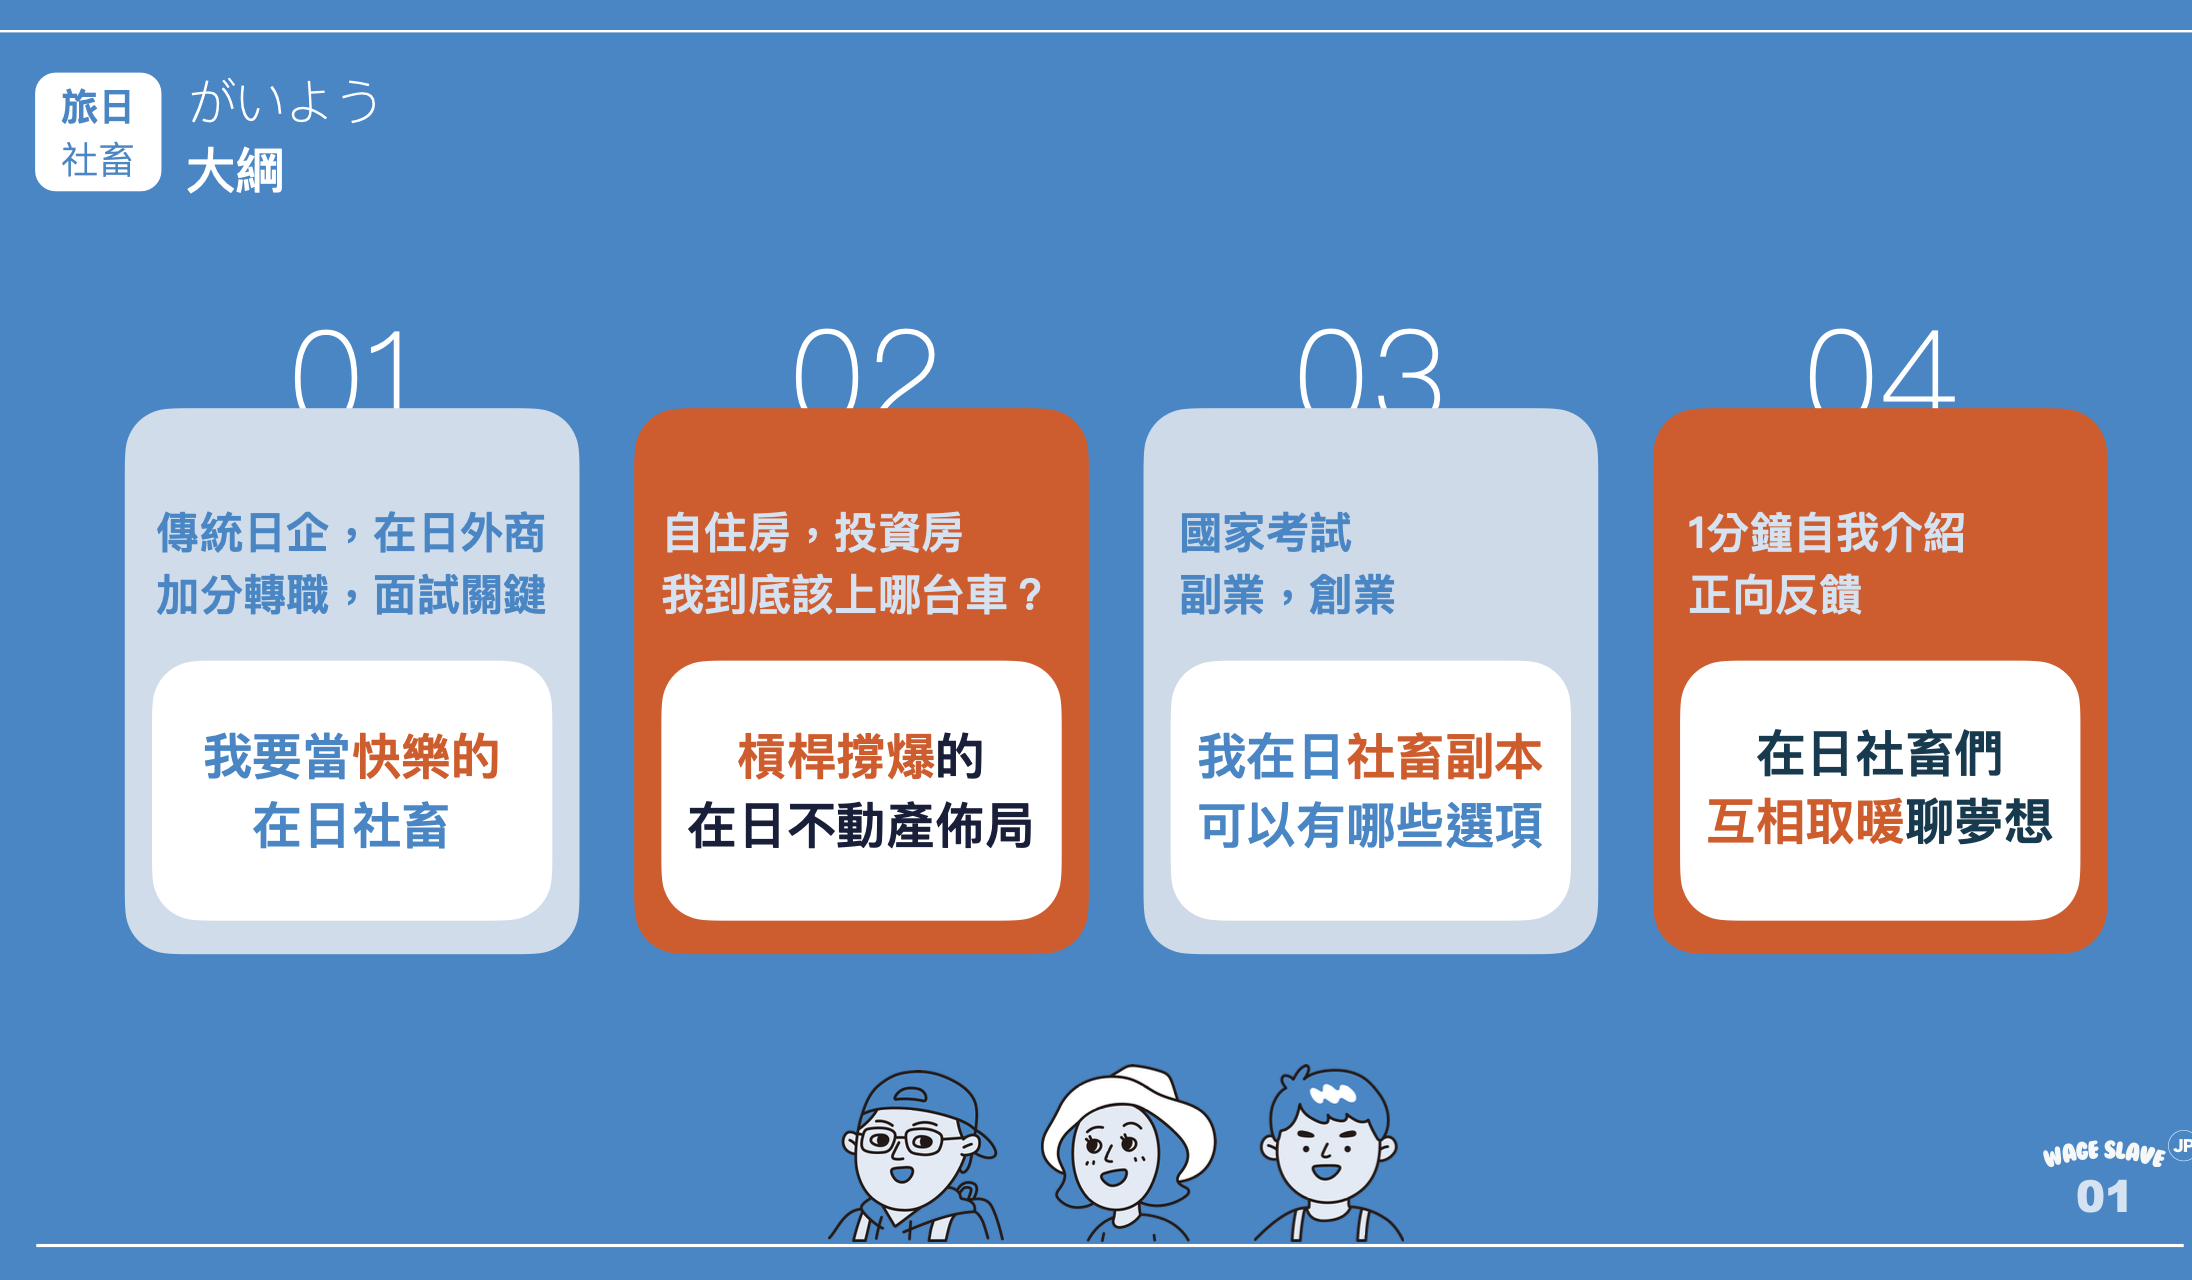 旅日
社畜
がいよう
大綱
01
傳統日企，在日外商
加分轉職，面試關鍵
我要當快樂的
在日社畜
02
自住房，投資房
我到底該上哪台車？
槓桿撐爆的
在日不動產佈局
03
國家考試
副業，創業
我在日社畜副本
可以有哪些選項
04
1分鐘自我介紹
正向反饋
在日社畜們
互相取暖聊夢想
WAGE SLAVE JP
01